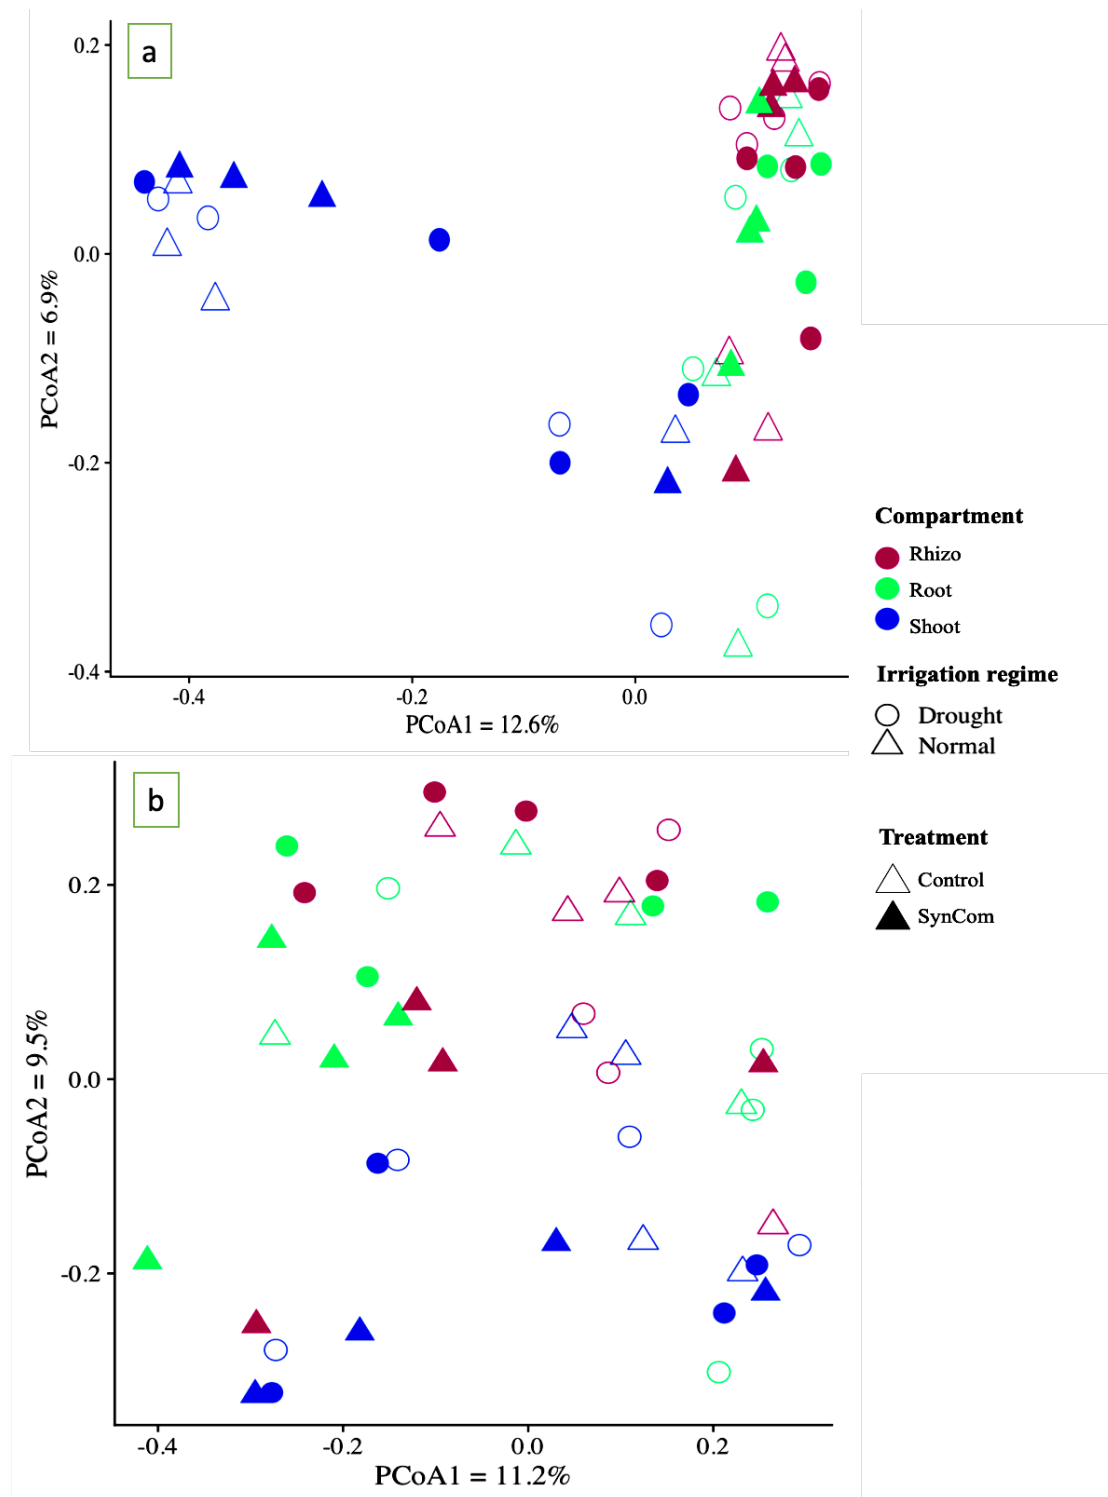 a
0.2
0.0
-0.2
-0.4
PCoA2 = 6.9%
-0.4 -0.2 0.0
PCoA1 = 12.6%
Compartment
Rhizo
Root
Shoot
Irrigation regime
Drought
Normal
Treatment
Control
SynCom
b
0.2
0.0
-0.2
PCoA2 = 9.5%
-0.4 -0.2 0.0 0.2
PCoA1 = 11.2%